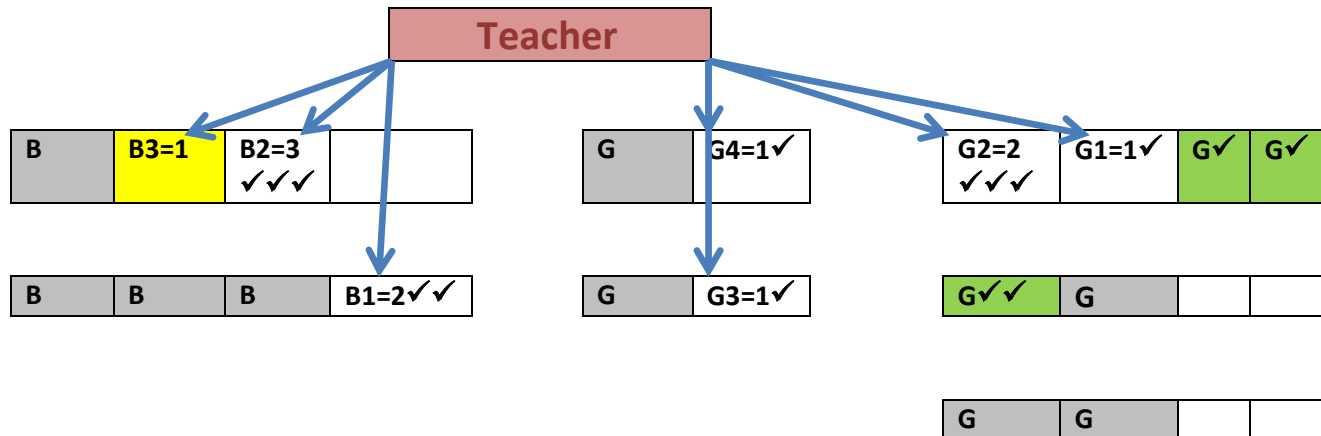 Teacher
B B3=1 B2=3 G G4=1✓ G2=2 G1=1✓ G✓ G✓
✓✓✓ ✓✓✓
B B B B1=2✓✓ G G3=1✓ G✓✓ G
G G